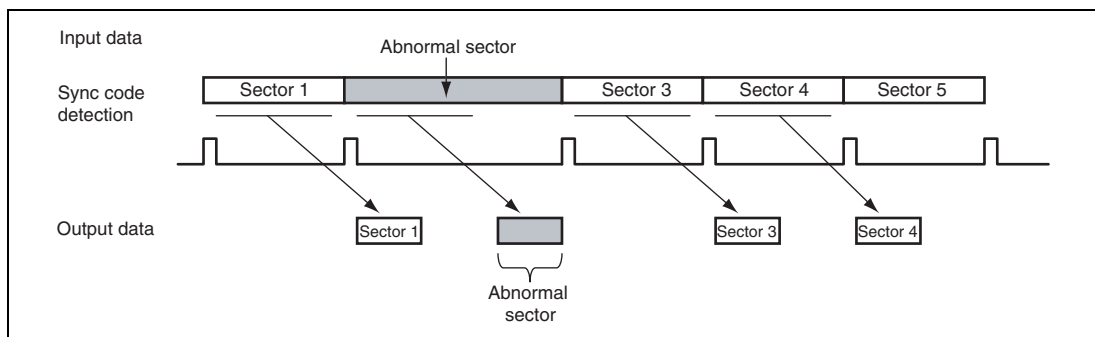 Input data
Abnormal sector
Sync code
detection
Sector 1
Sector 3
Sector 4
Sector 5
Output data
Sector 1
Sector 3
Sector 4
Abnormal
sector